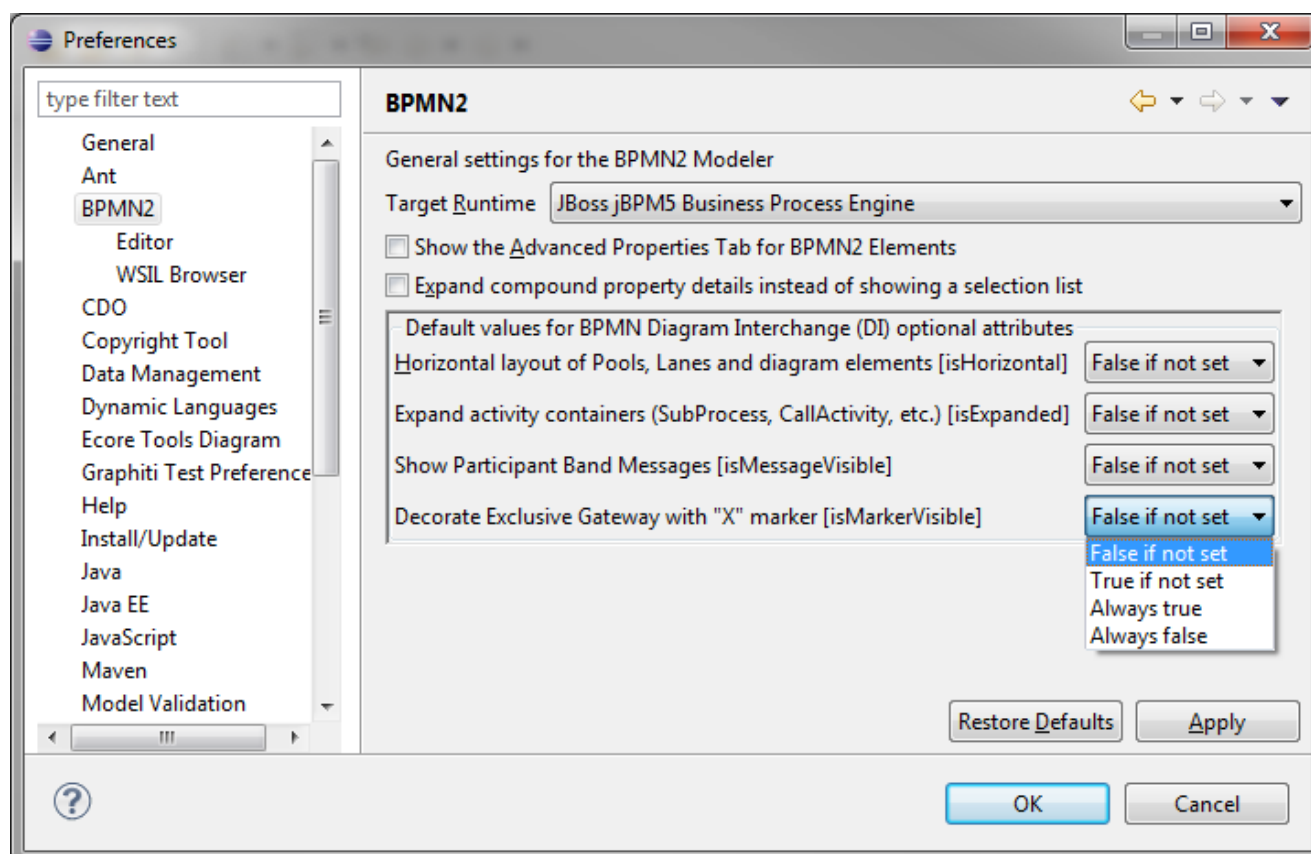 Preferences
type filter text
General
Ant
BPMN2
Editor
WSIL Browser
CDO
Copyright Tool
Data Management
Dynamic Languages
Ecore Tools Diagram
Graphiti Test Preference
Help
Install/Update
Java
Java EE
JavaScript
Maven
Model Validation
BPMN2
General settings for the BPMN2 Modeler
Target Runtime JBoss jBPM5 Business Process Engine
Show the Advanced Properties Tab for BPMN2 Elements
Expand compound property details instead of showing a selection list
Default values for BPMN Diagram Interchange (DI) optional attributes
Horizontal layout of Pools, Lanes and diagram elements [isHorizontal] False if not set
Expand activity containers (SubProcess, CallActivity, etc.) [isExpanded] False if not set
Show Participant Band Messages [isMessageVisible] False if not set
Decorate Exclusive Gateway with "X" marker [isMarkerVisible] False if not set
False if not set
True if not set
Always true
Always false
Restore Defaults Apply
? OK Cancel